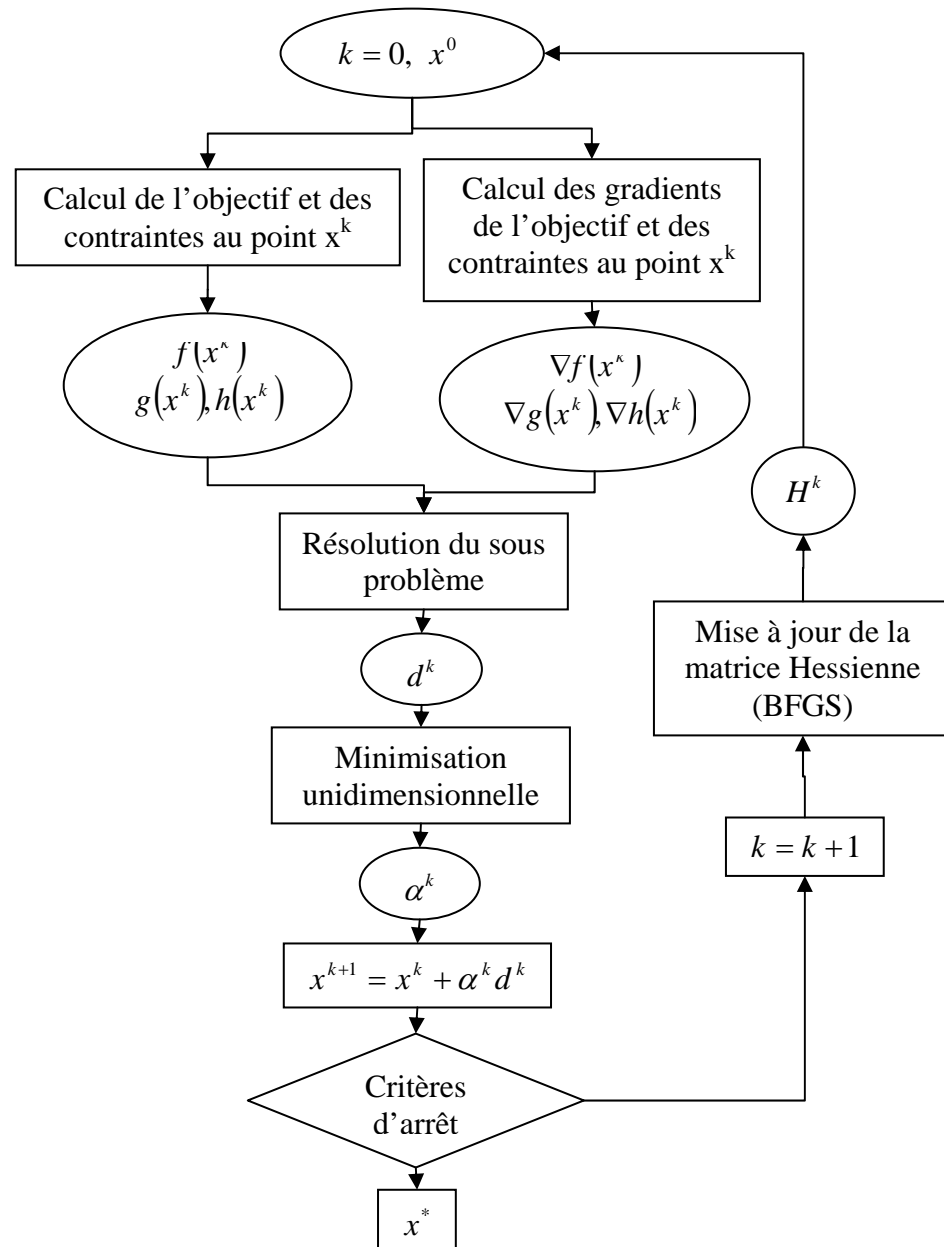 k = 0, x^0
Calcul de l’objectif et des
contraintes au point x^k
Calcul des gradients
de l’objectif et des
contraintes au point x^k
f(x^k)
g(x^k), h(x^k)
∇f(x^k)
∇g(x^k), ∇h(x^k)
Résolution du sous
problème
d^k
Minimisation
unidimensionnelle
α^k
x^{k+1} = x^k + α^k d^k
Critères
d’arrêt
x^*
k = k + 1
Mise à jour de la
matrice Hessienne
(BFGS)
H^k